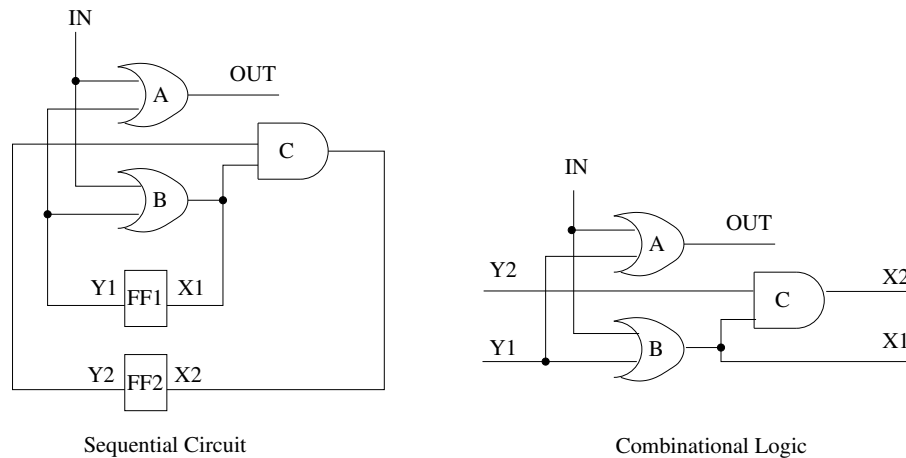 IN
OUT
A
C
B
Y1 FF1 X1
Y2 FF2 X2
Sequential Circuit
IN
OUT
A
Y2
X2
C
Y1
B
X1
Combinational Logic